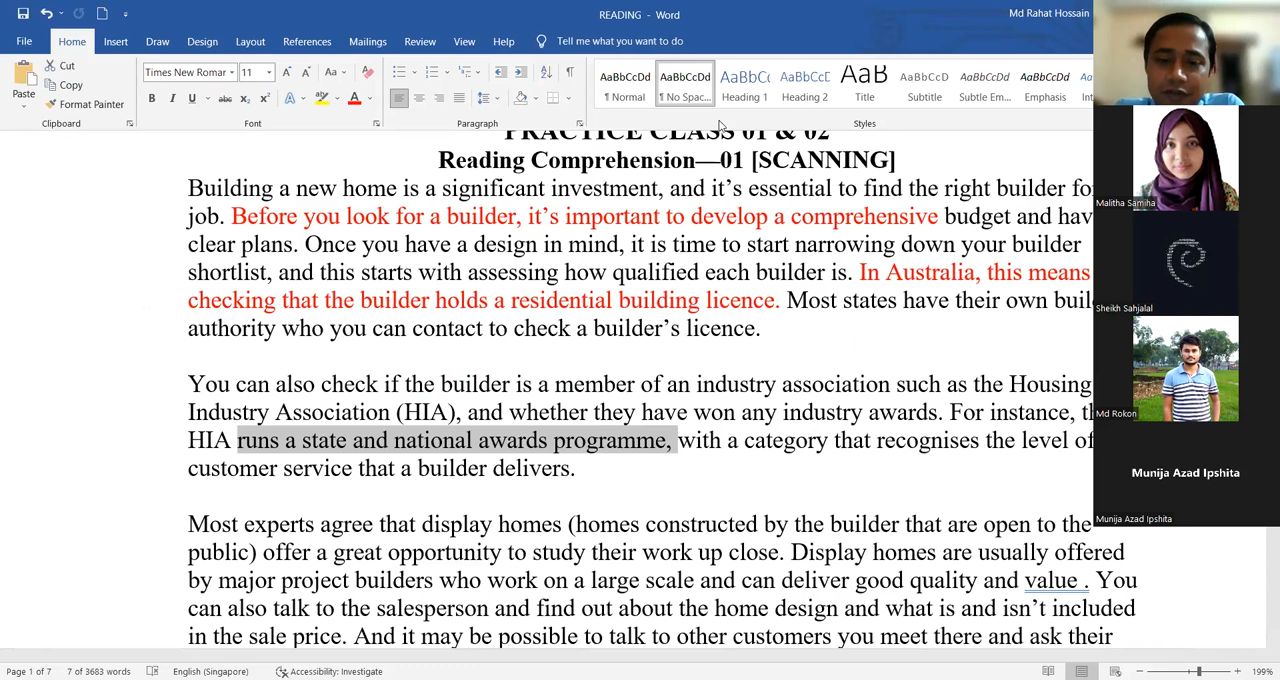 READING - Word
Md Rahat Hossain
File Home Insert Draw Design Layout References Mailings Review View Help Tell me what you want to do
Paste
Cut
Copy
Format Painter
Times New Romar 11
AaBbCcDd AaBbCcDd AaBbCc AaBbCcD AaB AaBbCcDd AaBbCcDd AaBbCcDd
¶ Normal ¶ No Spac... Heading 1 Heading 2 Title Subtitle Subtle Em... Emphasis
Clipboard Font Paragraph Styles
PRACTICE CLASS 01 & 02
Reading Comprehension—01 [SCANNING]
Building a new home is a significant investment, and it's essential to find the right builder
job. Before you look for a builder, it's important to develop a comprehensive budget and
clear plans. Once you have a design in mind, it is time to start narrowing down your builder
shortlist, and this starts with assessing how qualified each builder is. In Australia, this means
checking that the builder holds a residential building licence. Most states have their own
authority who you can contact to check a builder's licence.
You can also check if the builder is a member of an industry association such as the Housing
Industry Association (HIA), and whether they have won any industry awards. For instance,
HIA runs a state and national awards programme, with a category that recognises the level of
customer service that a builder delivers.
Most experts agree that display homes (homes constructed by the builder that are open to the
public) offer a great opportunity to study their work up close. Display homes are usually offered
by major project builders who work on a large scale and can deliver good quality and value . You
can also talk to the salesperson and find out about the home design and what is and isn't included
in the sale price. And it may be possible to talk to other customers you meet there and ask their
Malitha Samiha
Sheikh Sahjalal
Md Rokon
Munija Azad Ipshita
Munija Azad Ipshita
Page 1 of 7 7 of 3683 words English (Singapore) Accessibility: Investigate 199%